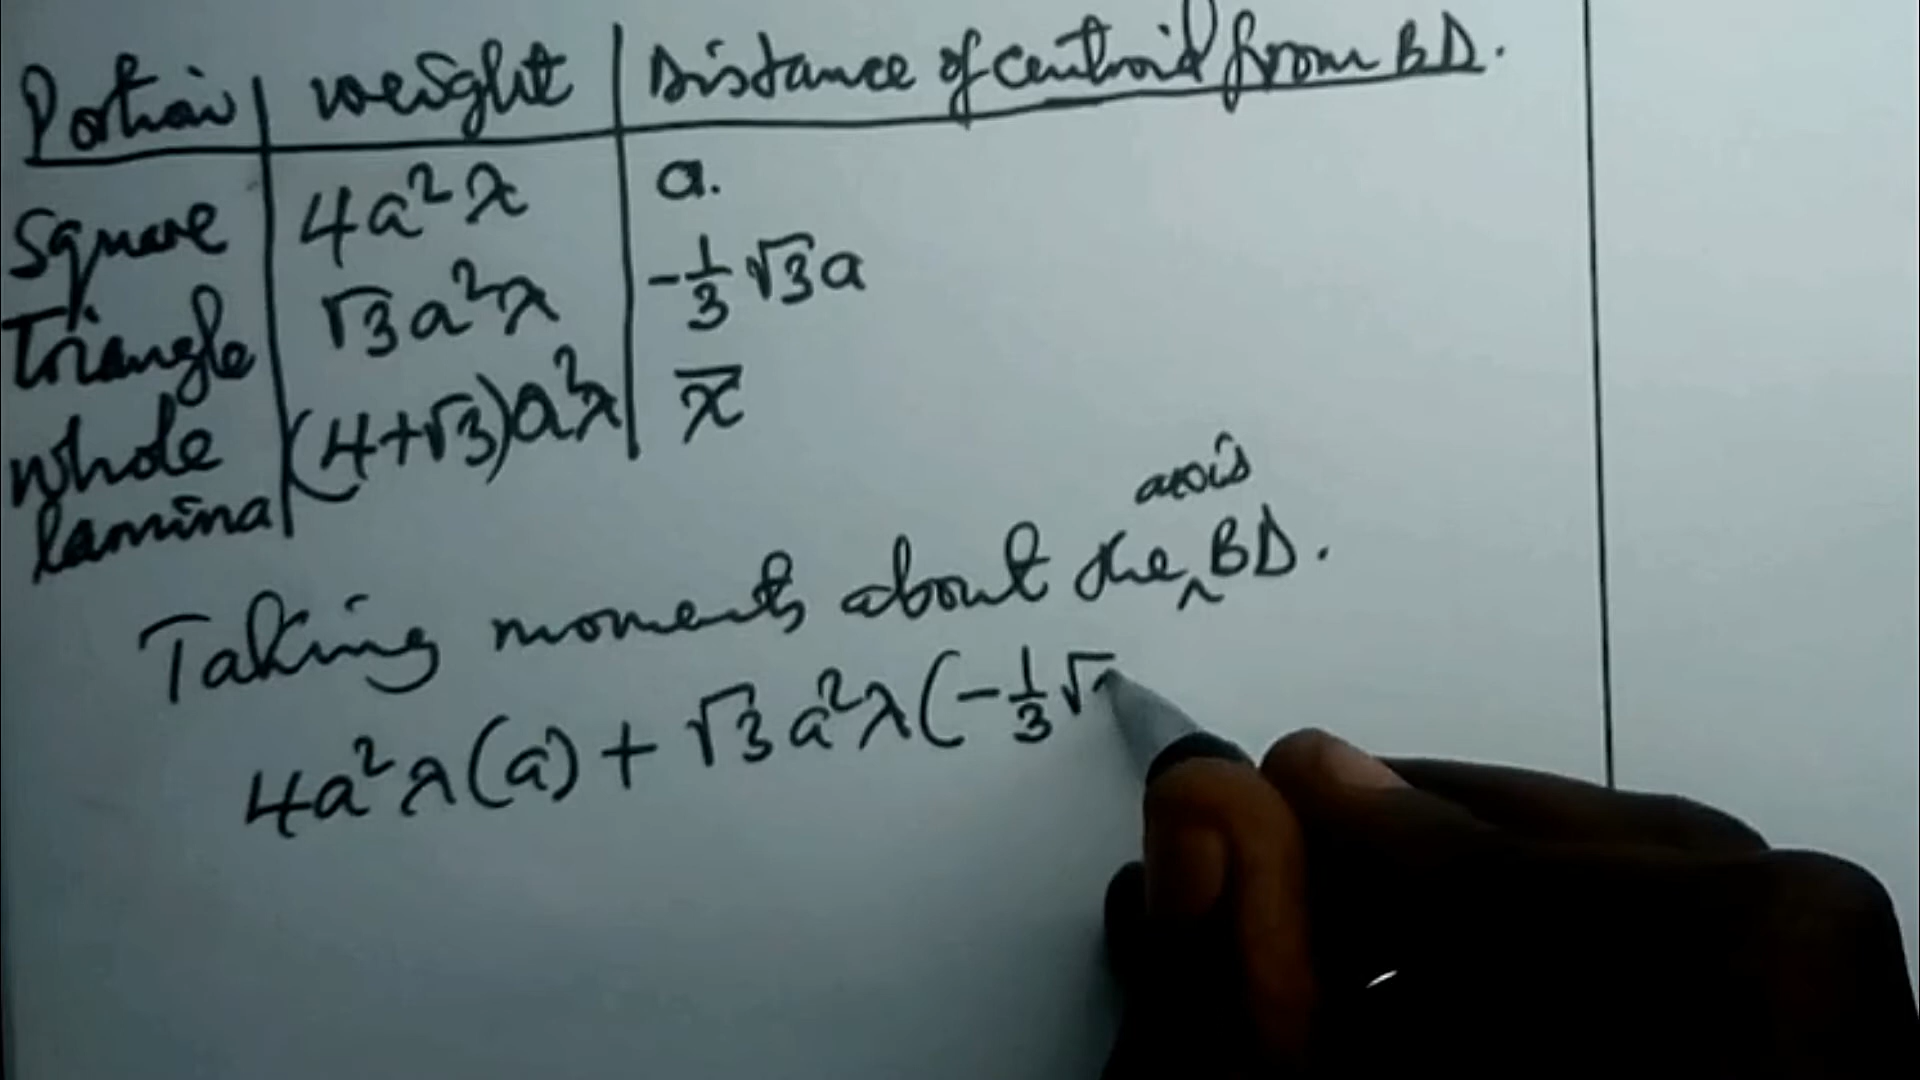 Portion | weight | Distance of centroid from BD.
Square | 4a²λ | a.
Triangle | √3a²λ | -1/3 √3a
Whole lamina | (4+√3)a²λ | x̄
Taking moments about the ^axis BD.
4a²λ(a) + √3a²λ(-1/3√